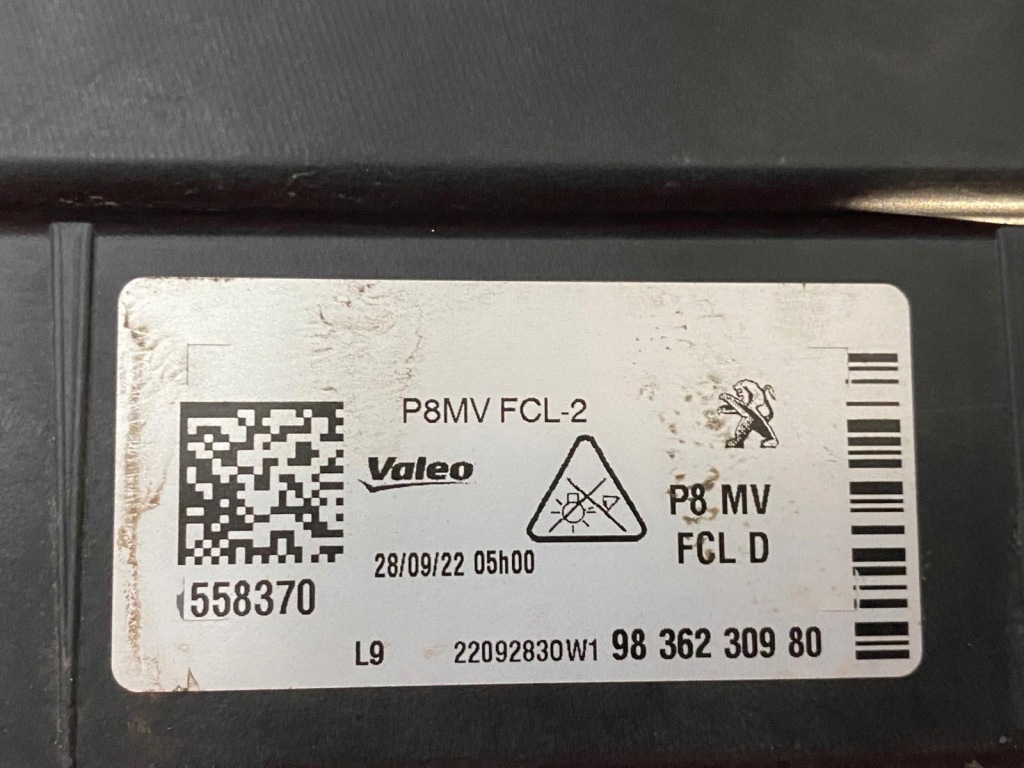 P8MV FCL-2
Valeo
P8 MV
FCL D
28/09/22 05h00
558370
L9 22092830W1 98 362 309 80